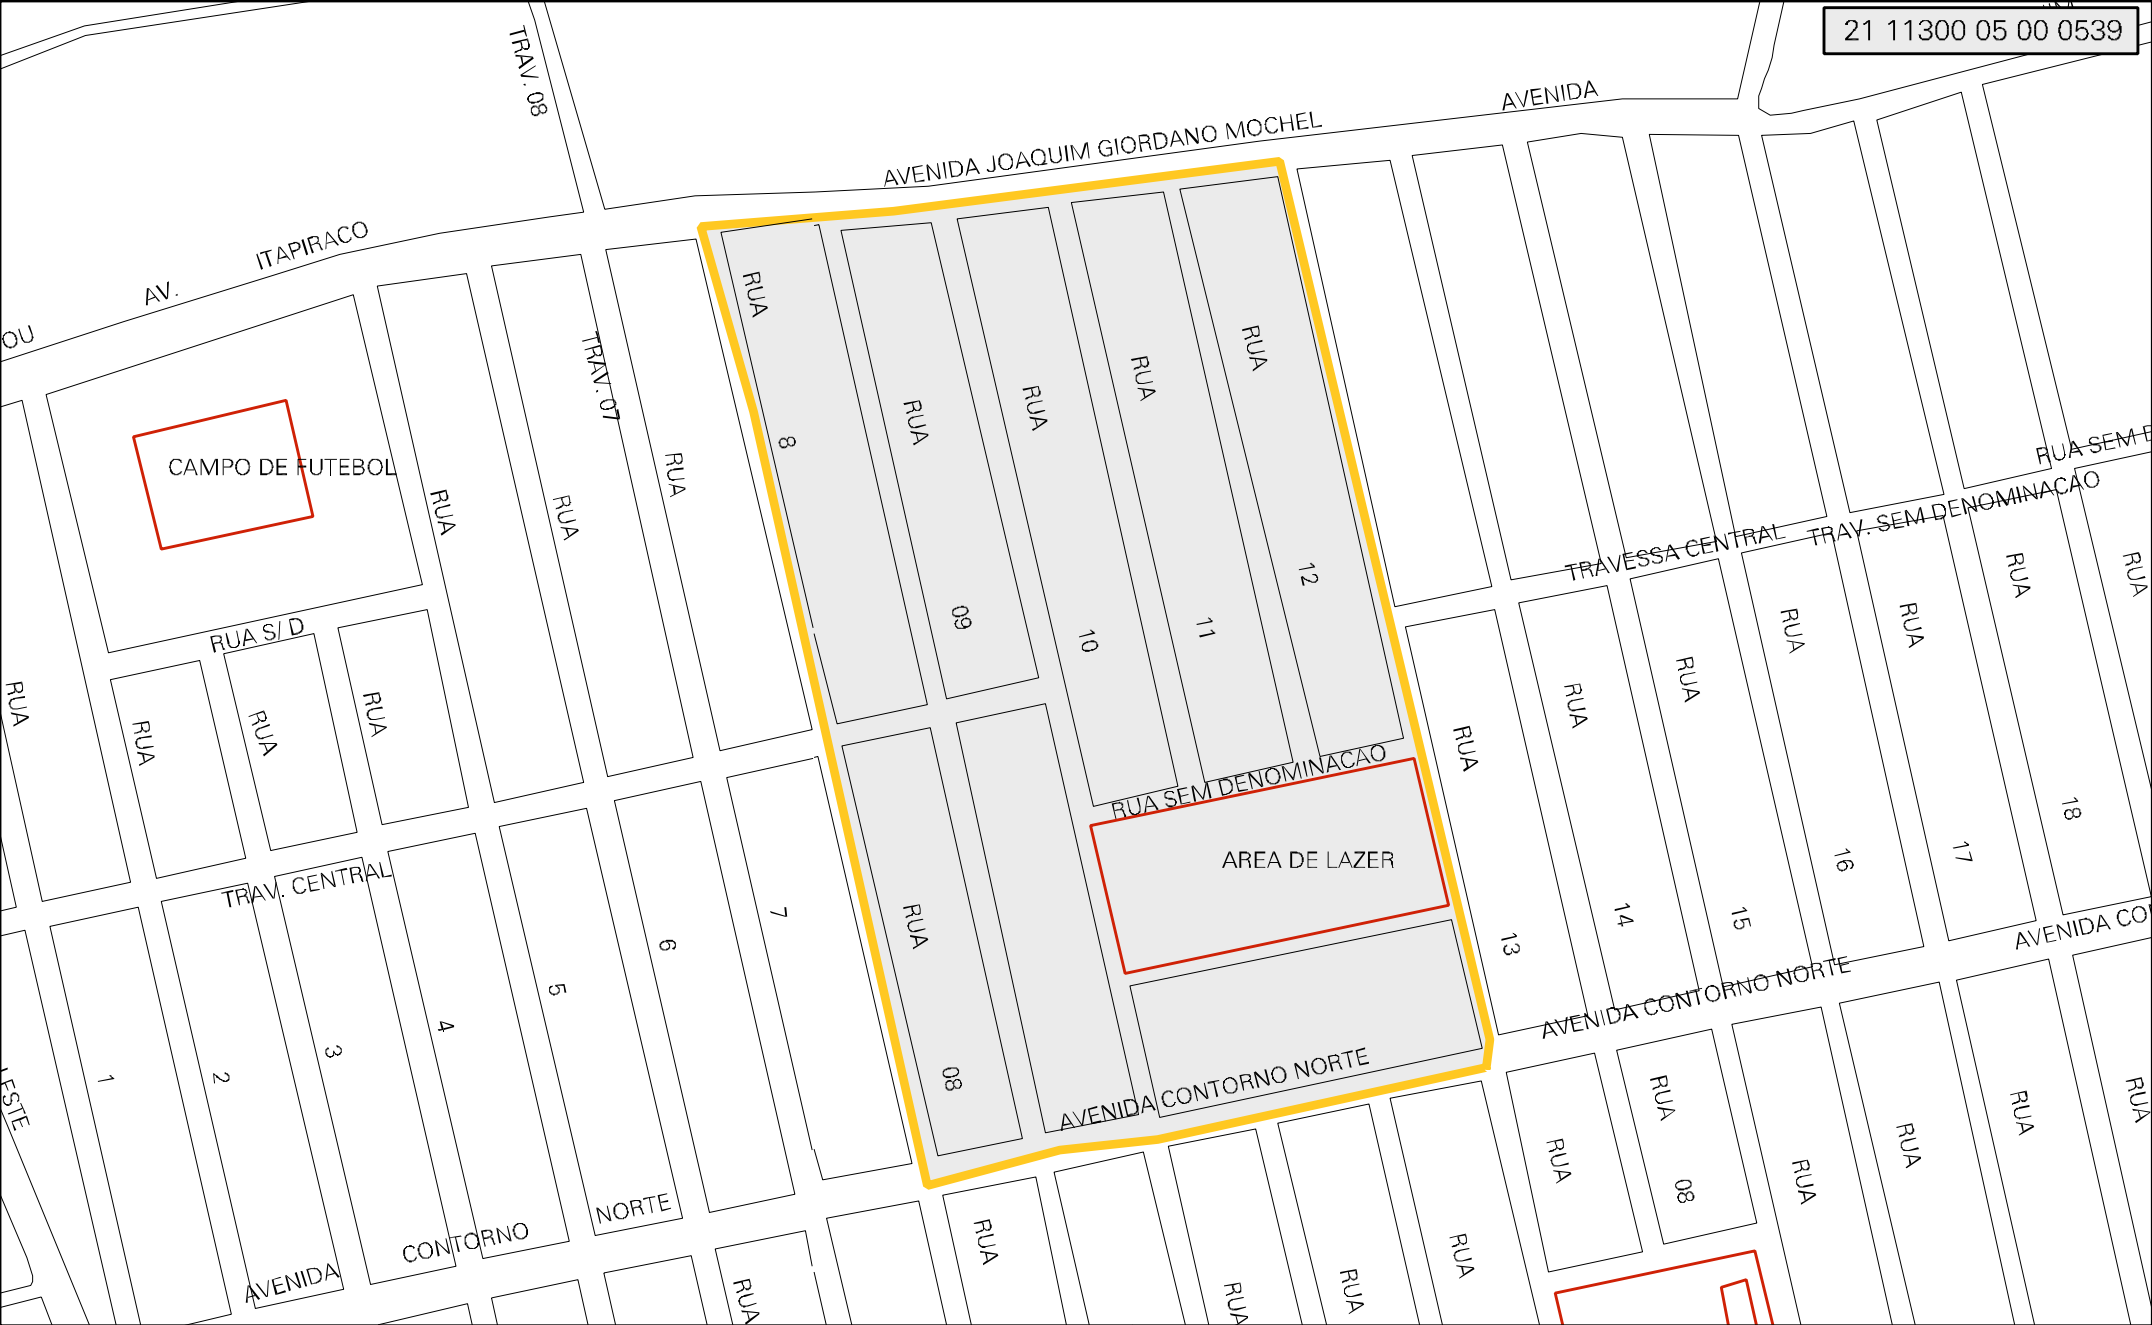 21 11300 05 00 0539
TRAV. 08
AVENIDA
AVENIDA JOAQUIM GIORDANO MOCHEL
ITAPIRACO
AV.
OU
RUA
8
TRAV. 07
RUA
RUA
RUA
RUA
RUA
CAMPO DE FUTEBOL
RUA
RUA
RUA SEM D
TRAV. SEM DENOMINACAO
TRAVESSA CENTRAL
12
09
10
11
RUA S/ D
RUA
RUA
RUA
RUA
RUA
RUA
RUA
RUA
RUA
RUA
RUA
RUA SEM DENOMINACAO
AREA DE LAZER
TRAV. CENTRAL
RUA
7
6
5
4
3
2
1
13
14
15
16
17
18
AVENIDA CO
AVENIDA CONTORNO NORTE
08
AVENIDA CONTORNO NORTE
LESTE
RUA
RUA
RUA
RUA
RUA
08
RUA
NORTE
CONTORNO
AVENIDA
RUA
RUA
RUA
RUA
RUA